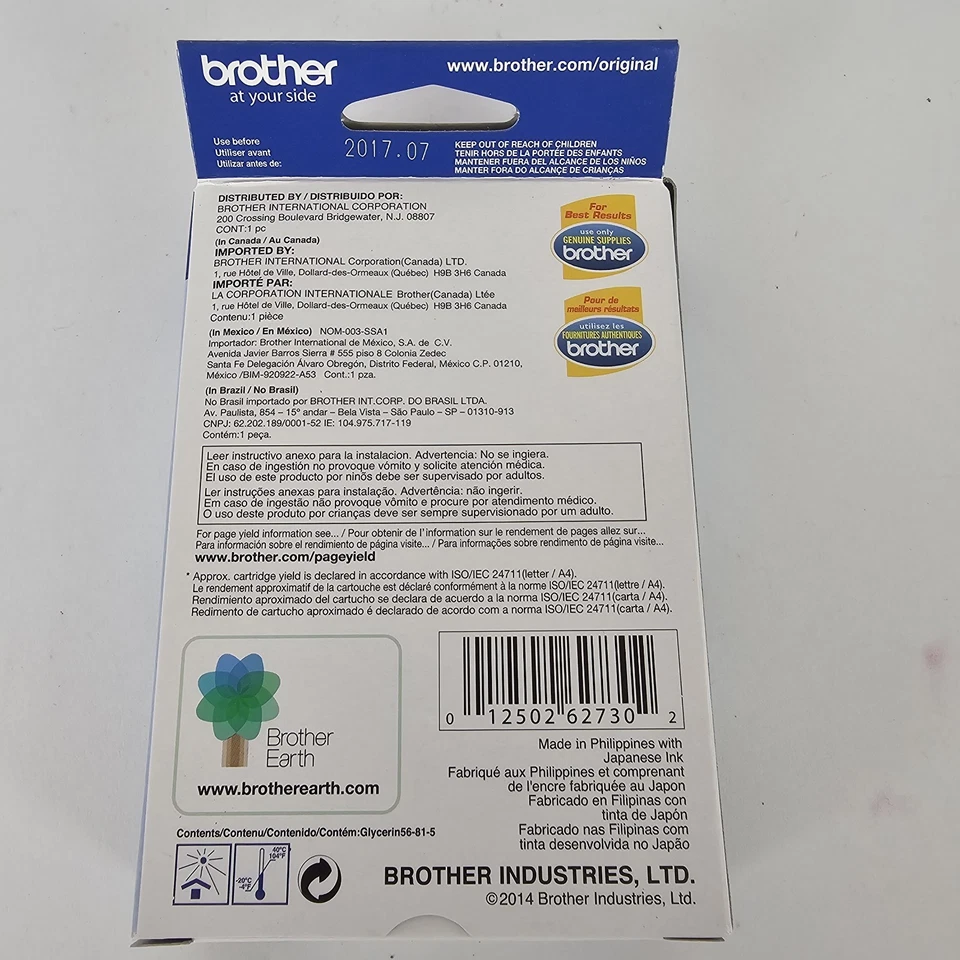 brother
at your side
www.brother.com/original
Use before
Utiliser avant
Utilizar antes de:
2017.07
KEEP OUT OF REACH OF CHILDREN
TENIR HORS DE LA PORTÉE DES ENFANTS
MANTENER FUERA DEL ALCANCE DE LOS NIÑOS
MANTER FORA DO ALCANÇE DE CRIANÇAS
DISTRIBUTED BY / DISTRIBUIDO POR:
BROTHER INTERNATIONAL CORPORATION
200 Crossing Boulevard Bridgewater, N.J. 08807
CONT:1 pc
(In Canada / Au Canada)
IMPORTED BY:
BROTHER INTERNATIONAL Corporation(Canada) LTD.
1, rue Hôtel de Ville, Dollard-des-Ormeaux (Québec) H9B 3H6 Canada
IMPORTÉ PAR:
LA CORPORATION INTERNATIONALE Brother(Canada) Ltée
1, rue Hôtel de Ville, Dollard-des-Ormeaux (Québec) H9B 3H6 Canada
Contenu:1 pièce
(In Mexico / En México) NOM-003-SSA1
Importador: Brother International de México, S.A. de C.V.
Avenida Javier Barros Sierra # 555 piso 8 Colonia Zedec
Santa Fe Delegación Álvaro Obregón, Distrito Federal, México C.P. 01210,
México /BIM-920922-A53 Cont.:1 pza.
(In Brazil / No Brasil)
No Brasil importado por BROTHER INT.CORP. DO BRASIL LTDA.
Av. Paulista, 854 – 15º andar – Bela Vista – São Paulo – SP – 01310-913
CNPJ: 62.202.189/0001-52 IE: 104.975.717-119
Contém:1 peça.
For
Best Results
use only
GENUINE SUPPLIES
brother
Pour de
meilleurs résultats
utilisez les
FOURNITURES AUTHENTIQUES
brother
Leer instructivo anexo para la instalacion. Advertencia: No se ingiera.
En caso de ingestión no provoque vómito y solicite atención médica.
El uso de este producto por niños debe ser supervisado por adultos.
Ler instruções anexas para instalação. Advertência: não ingerir.
Em caso de ingestão não provoque vômito e procure por atendimento médico.
O uso deste produto por crianças deve ser sempre supervisionado por um adulto.
For page yield information see... / Pour obtenir de l'information sur le rendement de pages allez sur...
Para información sobre el rendimiento de página visite... / Para informações sobre rendimento de página visite...
www.brother.com/pageyield
* Approx. cartridge yield is declared in accordance with ISO/IEC 24711(letter / A4).
Le rendement approximatif de la cartouche est déclaré conformément à la norme ISO/IEC 24711(lettre / A4).
Rendimiento aproximado del cartucho se declara de acuerdo a la norma ISO/IEC 24711(carta / A4).
Redimento de cartucho aproximado é declarado de acordo com a norma ISO/IEC 24711(carta / A4).
Brother
Earth
www.brotherearth.com
0 12502 62730 2
Made in Philippines with
Japanese Ink
Fabriqué aux Philippines et comprenant
de l'encre fabriquée au Japon
Fabricado en Filipinas con
tinta de Japón
Fabricado nas Filipinas com
tinta desenvolvida no Japão
Contents/Contenu/Contenido/Contém:Glycerin56-81-5
40°C
104°F
-20°C
-4°F
BROTHER INDUSTRIES, LTD.
©2014 Brother Industries, Ltd.